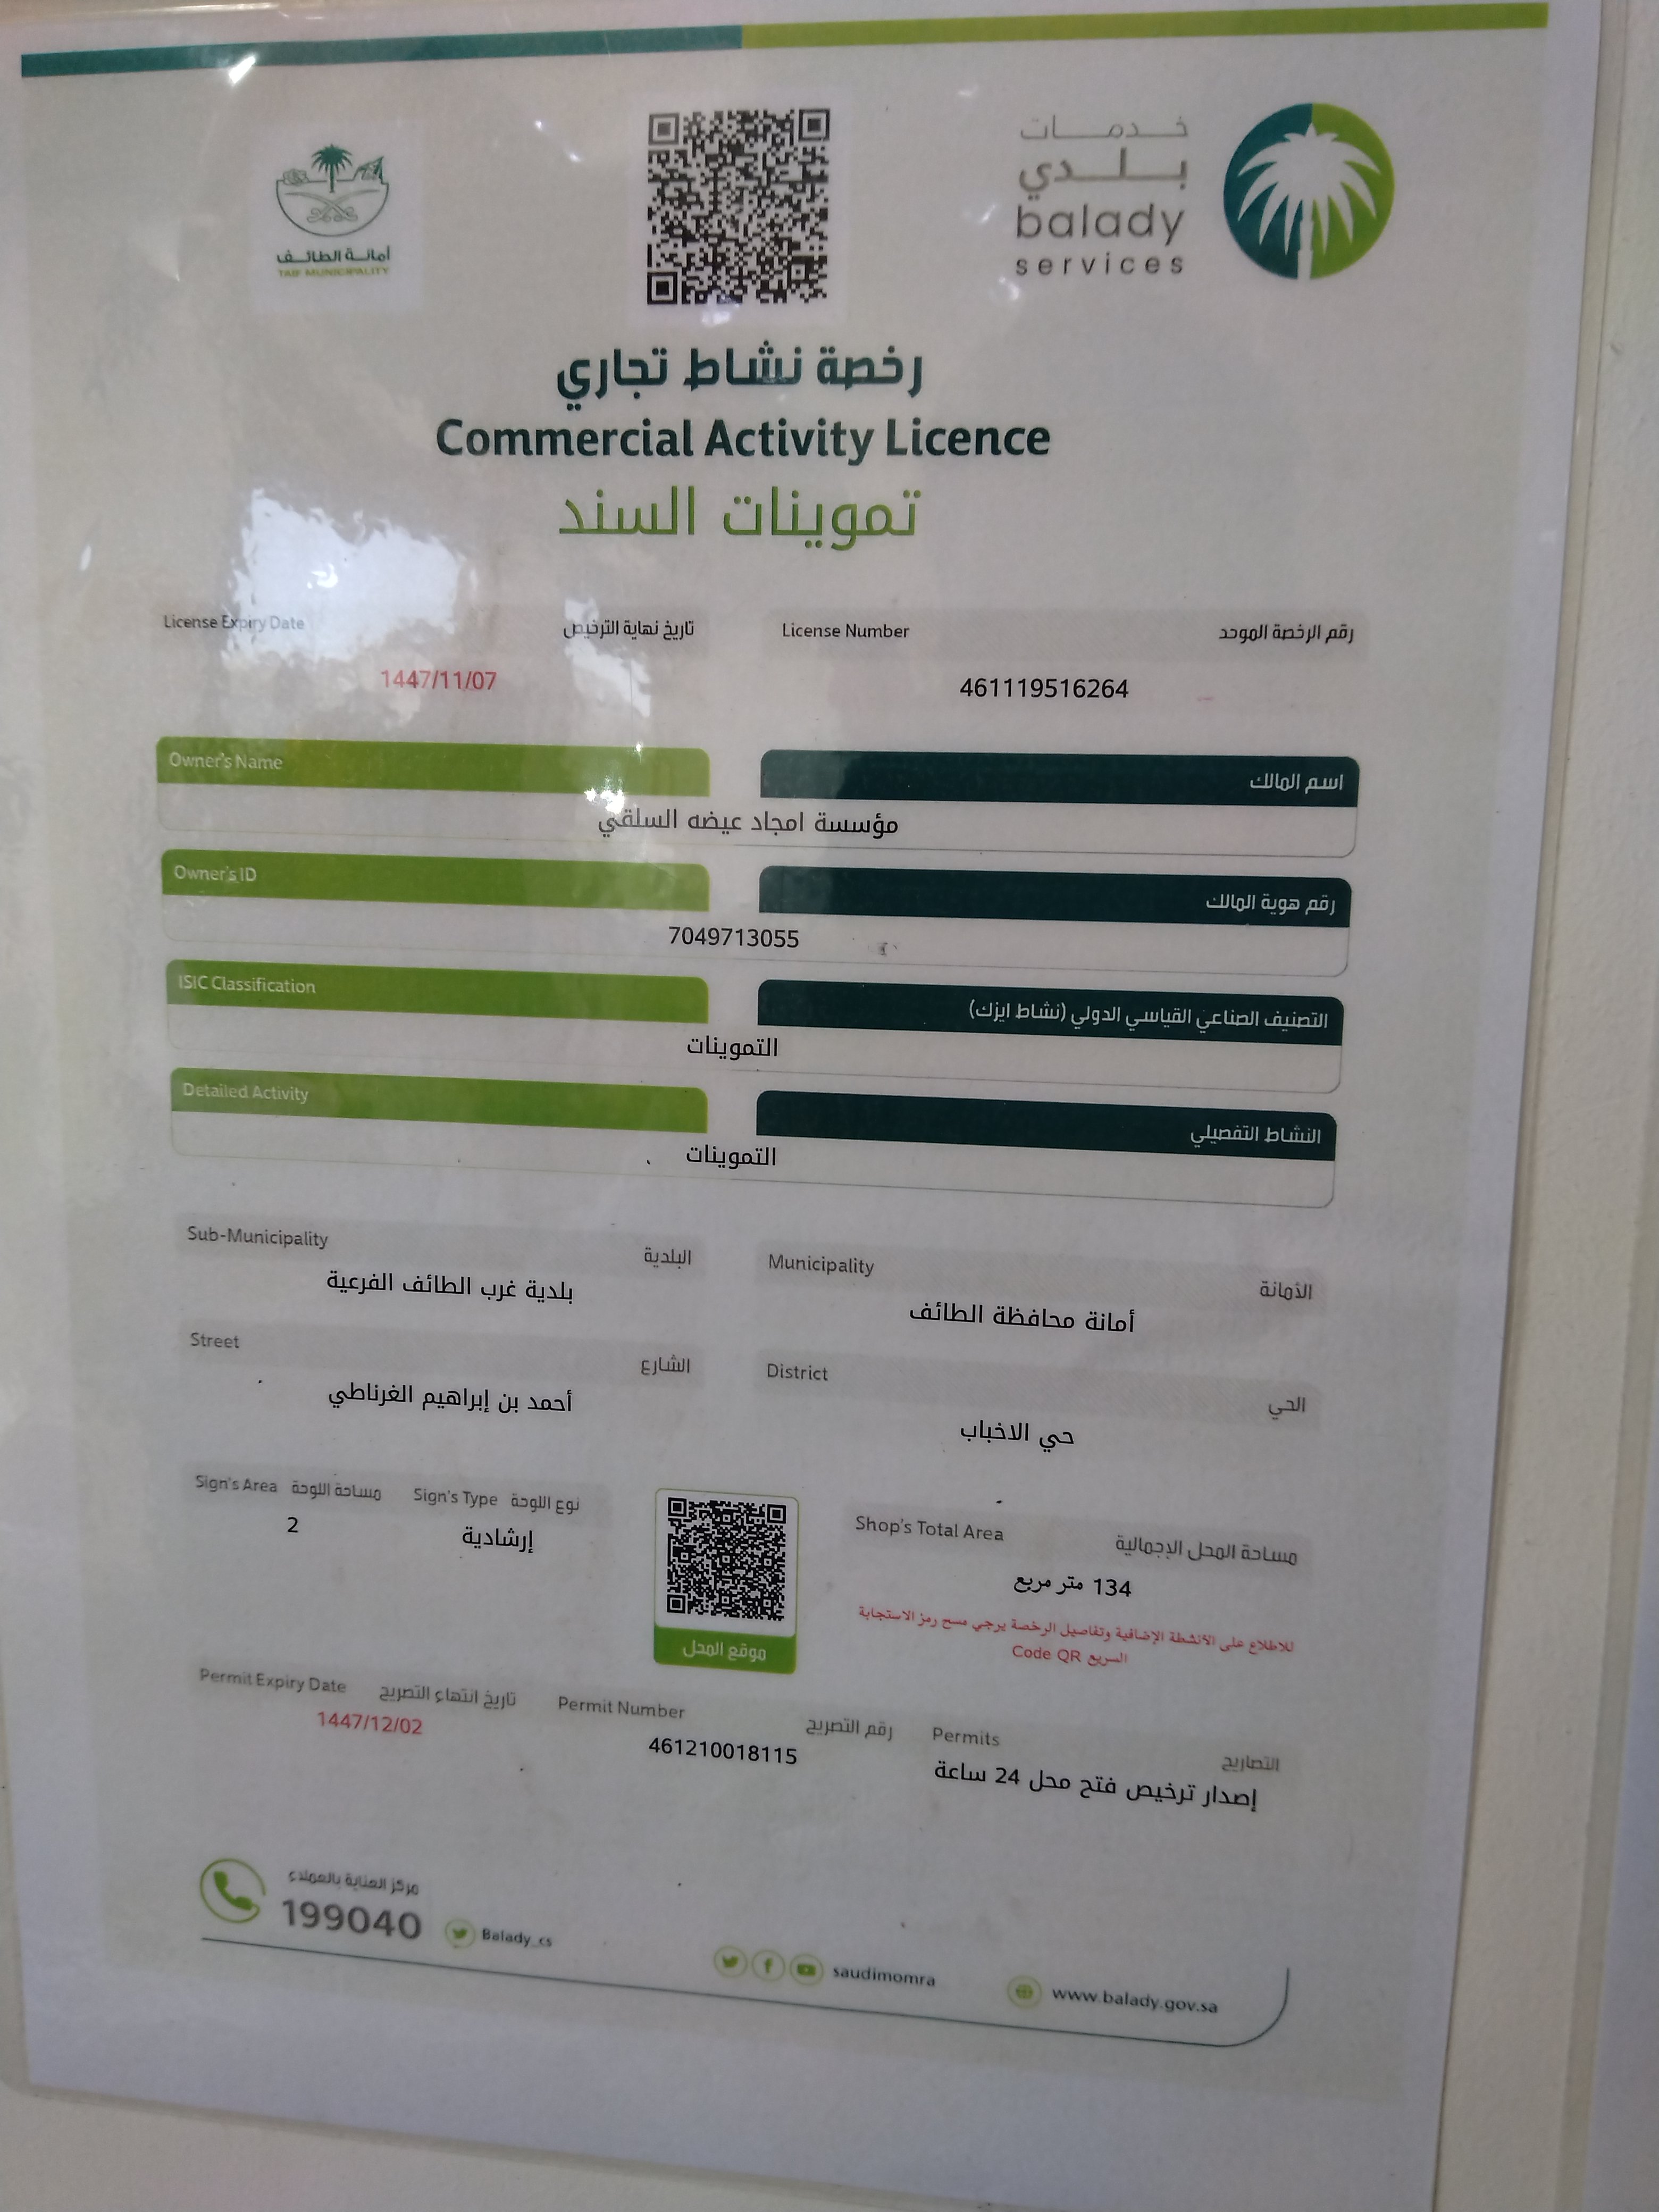 أمانة الطائف
TAIF MUNICIPALITY
خدمات
بلدي
balady
services
رخصة نشاط تجاري
Commercial Activity Licence
تموينات السند
رقم الرخصة الموحد License Number
461119516264
تاريخ نهاية الترخيص License Expiry Date
1447/11/07
اسم المالك Owner's Name
مؤسسة امجاد عيضه السلقي
رقم هوية المالك Owner's ID
7049713055
التصنيف الصناعي القياسي الدولي (نشاط ايزك) ISIC Classification
التموينات
النشاط التفصيلي Detailed Activity
التموينات
الأمانة Municipality
أمانة محافظة الطائف
البلدية Sub-Municipality
بلدية غرب الطائف الفرعية
الحي District
حي الاخباب
الشارع Street
أحمد بن إبراهيم الغرناطي
مساحة المحل الإجمالية Shop's Total Area
134 متر مربع
للاطلاع على الأنشطة الإضافية وتفاصيل الرخصة يرجي مسح رمز الاستجابة
السريع Code QR
موقع المحل
نوع اللوحة Sign's Type
إرشادية
مساحة اللوحة Sign's Area
2
التصاريح Permits
إصدار ترخيص فتح محل 24 ساعة
رقم التصريح Permit Number
461210018115
تاريخ انتهاء التصريح Permit Expiry Date
1447/12/02
مركز العناية بالعملاء
199040
Balady_cs
saudimomra
www.balady.gov.sa